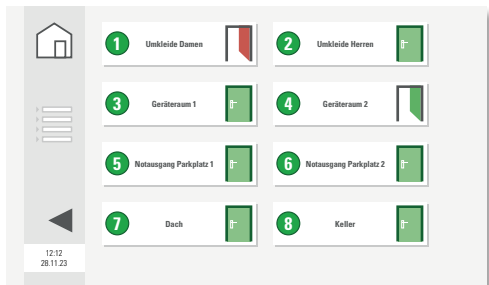 1 Umkleide Damen
2 Umkleide Herren
3 Geräteraum 1
4 Geräteraum 2
5 Notausgang Parkplatz 1
6 Notausgang Parkplatz 2
7 Dach
8 Keller
12:12
28.11.23